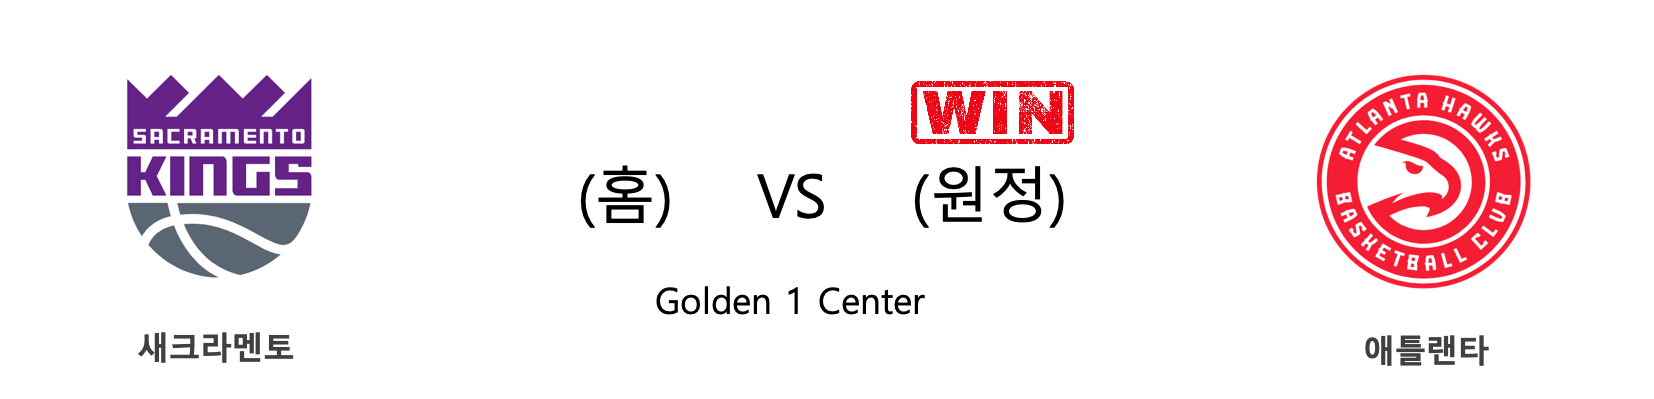 SACRAMENTO
KINGS
새크라멘토
WIN
(홈) VS (원정)
Golden 1 Center
ATLANTA HAWKS
BASKETBALL CLUB
애틀랜타